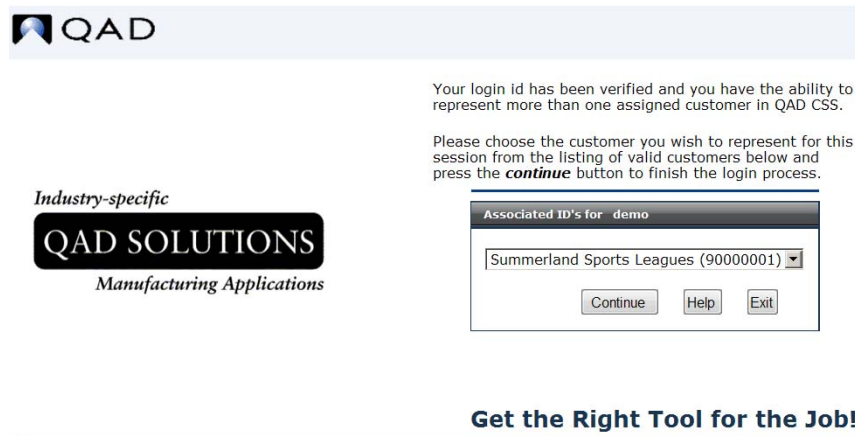 QAD
Your login id has been verified and you have the ability to
represent more than one assigned customer in QAD CSS.
Please choose the customer you wish to represent for this
session from the listing of valid customers below and
press the continue button to finish the login process.
Industry-specific
QAD SOLUTIONS
Manufacturing Applications
Associated ID's for demo
Summerland Sports Leagues (90000001)
Continue Help Exit
Get the Right Tool for the Job!